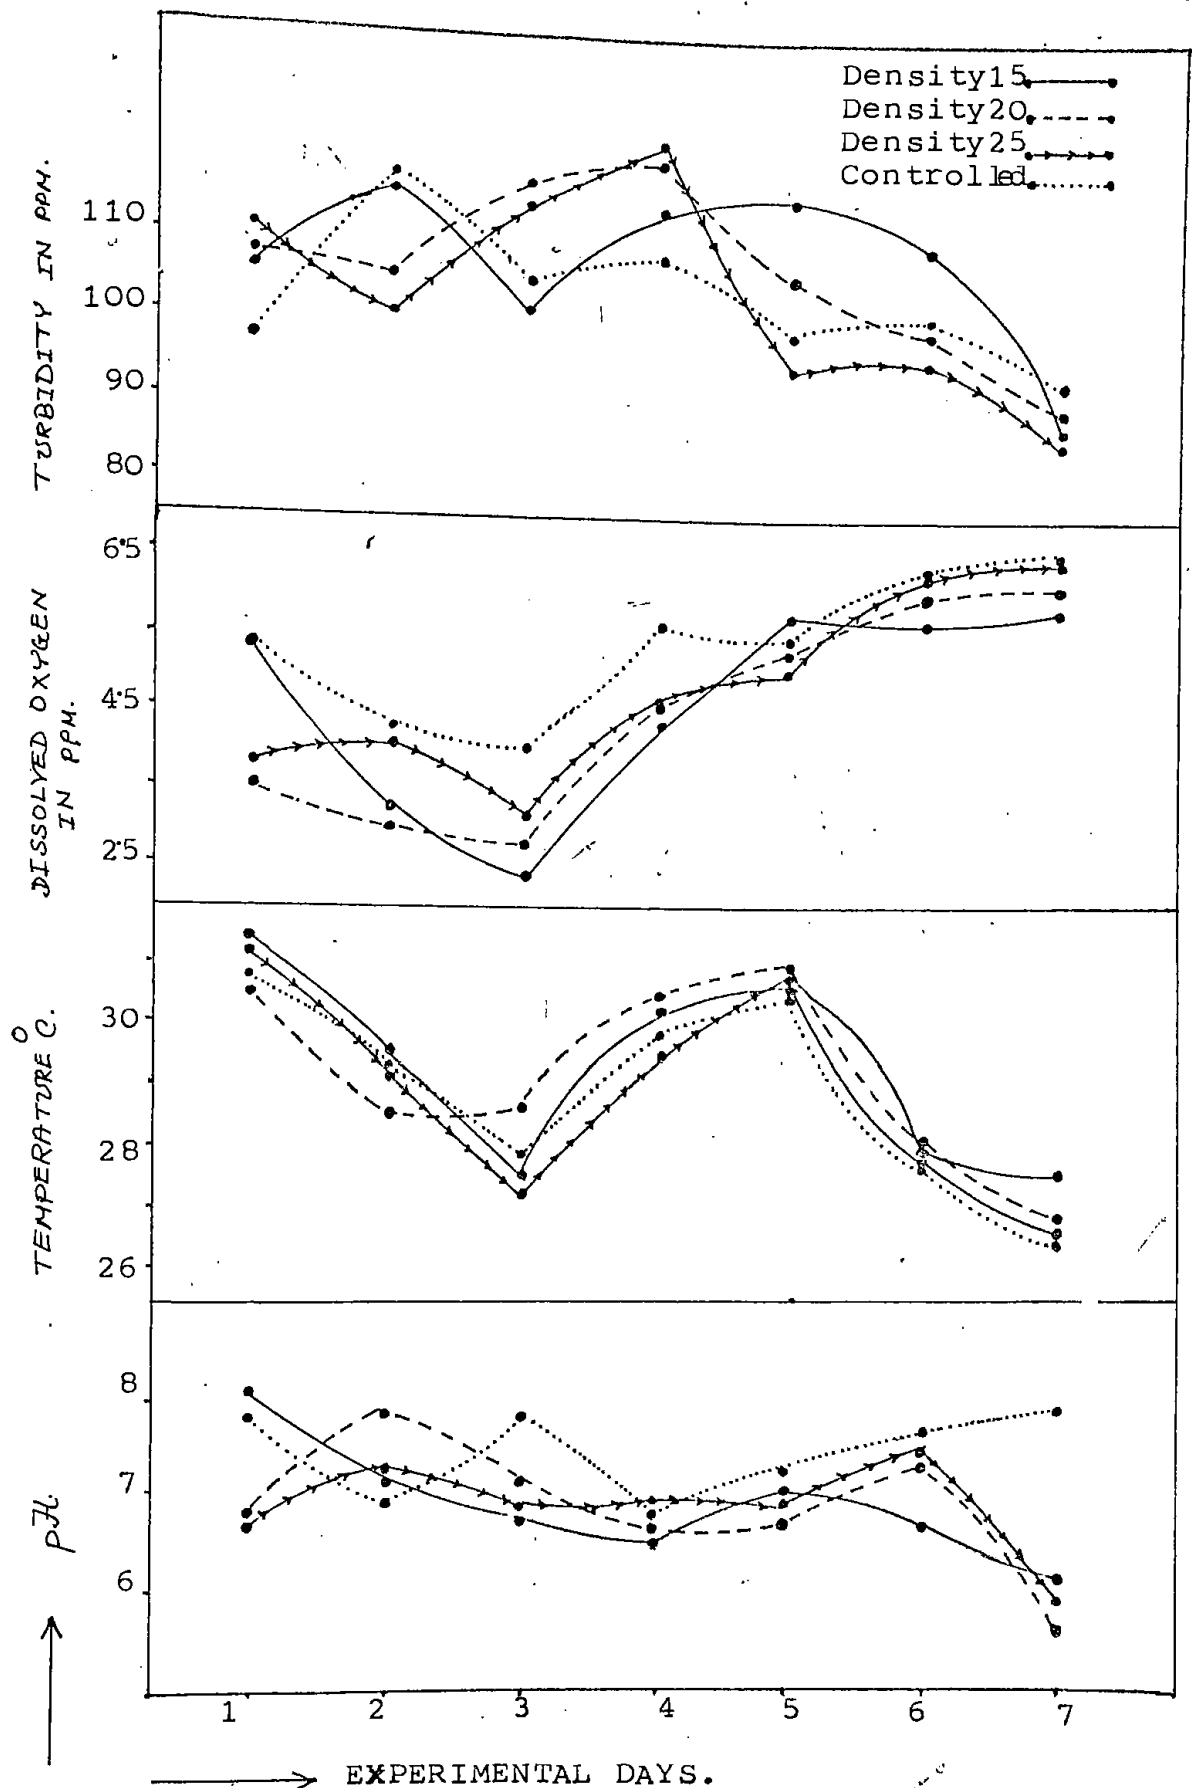 Density15
Density20
Density25
Controlled
TURBIDITY IN PPM.
110
100
90
80
DISSOLVED OXYGEN
IN PPM.
6.5
4.5
2.5
TEMPERATURE °C.
30
28
26
pH.
8
7
6
1 2 3 4 5 6 7
EXPERIMENTAL DAYS.